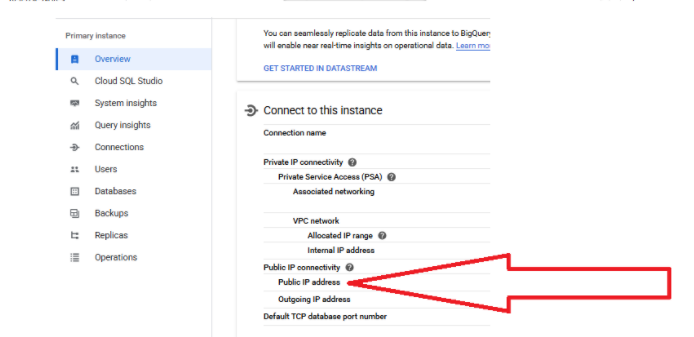 Primary instance
Overview
Cloud SQL Studio
System insights
Query insights
Connections
Users
Databases
Backups
Replicas
Operations
You can seamlessly replicate data from this instance to BigQuery
will enable near real-time insights on operational data. Learn mo
GET STARTED IN DATASTREAM
Connect to this instance
Connection name
Private IP connectivity
Private Service Access (PSA)
Associated networking
VPC network
Allocated IP range
Internal IP address
Public IP connectivity
Public IP address
Outgoing IP address
Default TCP database port number